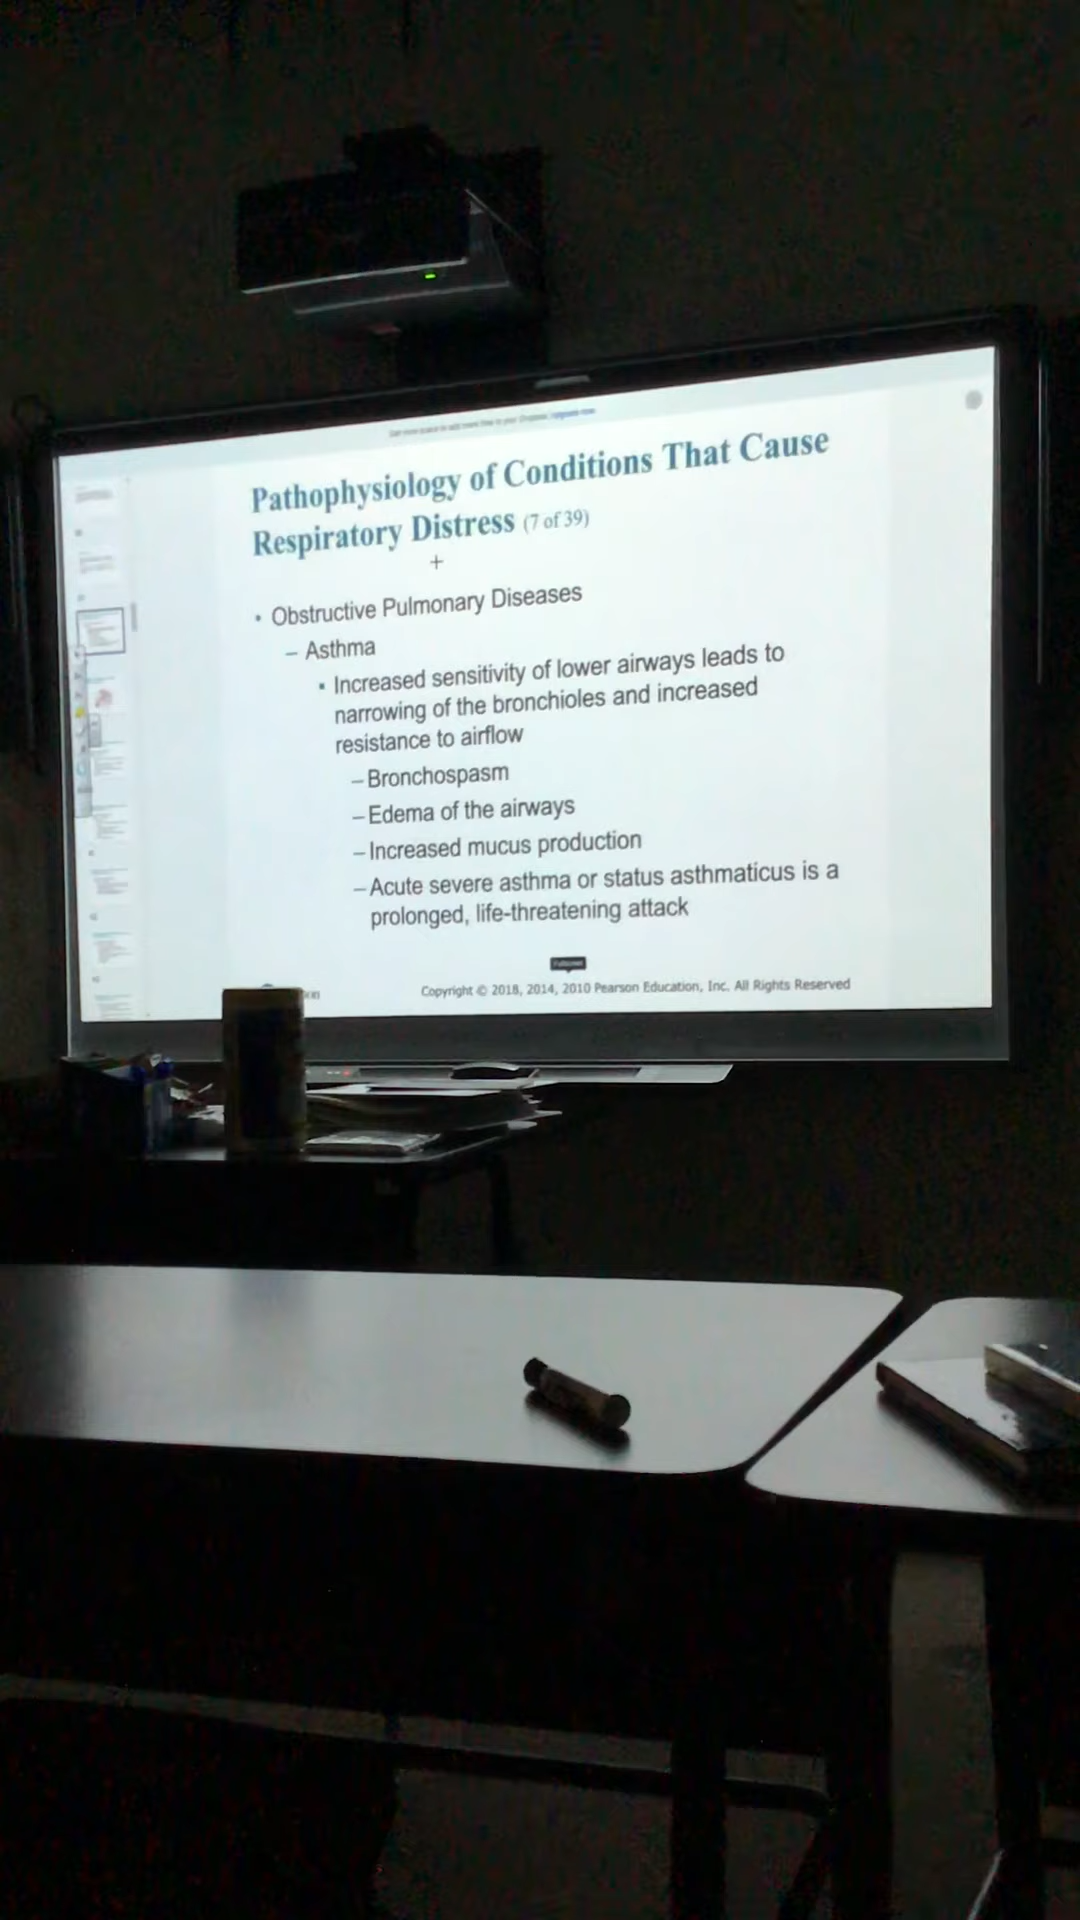 Pathophysiology of Conditions That Cause
Respiratory Distress (7 of 39)
• Obstructive Pulmonary Diseases
– Asthma
▪ Increased sensitivity of lower airways leads to
narrowing of the bronchioles and increased
resistance to airflow
– Bronchospasm
– Edema of the airways
– Increased mucus production
– Acute severe asthma or status asthmaticus is a
prolonged, life-threatening attack
Copyright © 2018, 2014, 2010 Pearson Education, Inc. All Rights Reserved